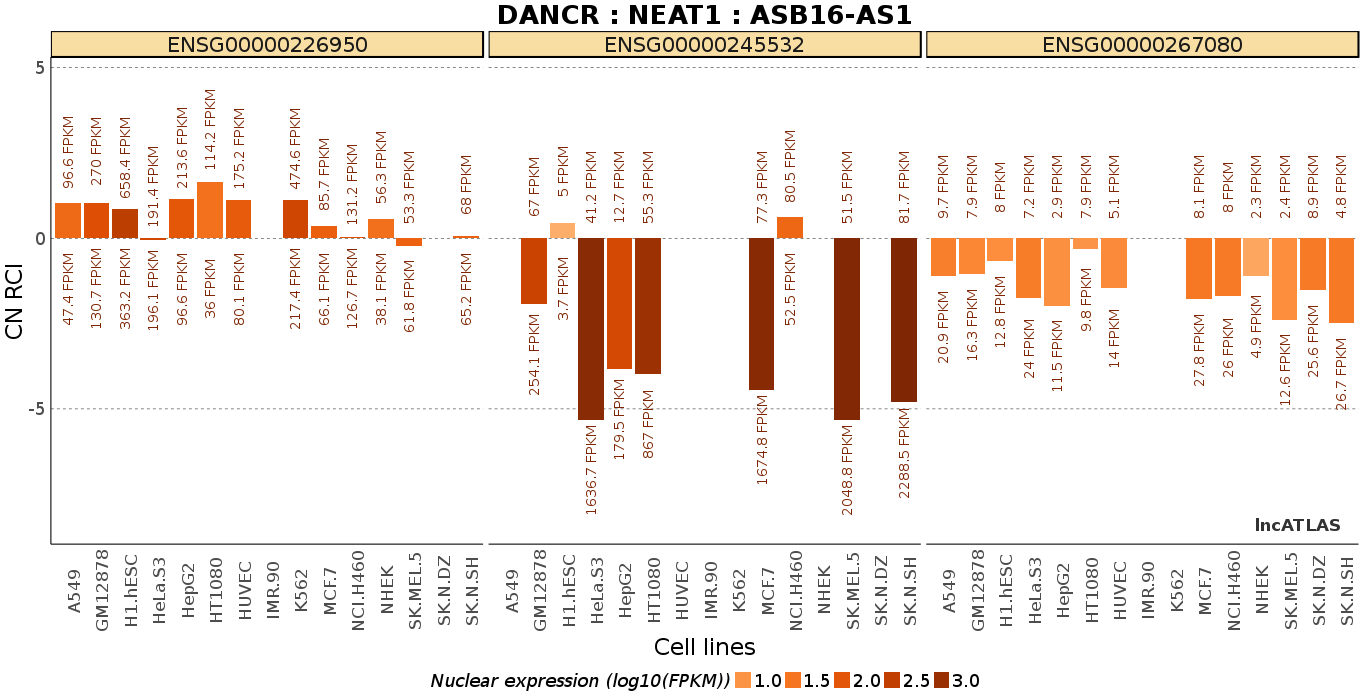 DANCR : NEAT1 : ASB16-AS1
ENSG00000226950 ENSG00000245532 ENSG00000267080
CN RCI
5
0
-5
96.6 FPKM 270 FPKM 658.4 FPKM 191.4 FPKM 213.6 FPKM 114.2 FPKM 175.2 FPKM 474.6 FPKM 85.7 FPKM 131.2 FPKM 56.3 FPKM 53.3 FPKM 68 FPKM
47.4 FPKM 130.7 FPKM 363.2 FPKM 196.1 FPKM 96.6 FPKM 36 FPKM 80.1 FPKM 217.4 FPKM 66.1 FPKM 126.7 FPKM 38.1 FPKM 61.8 FPKM 65.2 FPKM
67 FPKM 5 FPKM 41.2 FPKM 12.7 FPKM 55.3 FPKM 77.3 FPKM 80.5 FPKM 51.5 FPKM 81.7 FPKM
254.1 FPKM 3.7 FPKM 1636.7 FPKM 179.5 FPKM 867 FPKM 1674.8 FPKM 52.5 FPKM 2048.8 FPKM 2288.5 FPKM
9.7 FPKM 7.9 FPKM 8 FPKM 7.2 FPKM 2.9 FPKM 7.9 FPKM 5.1 FPKM 8.1 FPKM 8 FPKM 2.3 FPKM 2.4 FPKM 8.9 FPKM 4.8 FPKM
20.9 FPKM 16.3 FPKM 12.8 FPKM 24 FPKM 11.5 FPKM 9.8 FPKM 14 FPKM 27.8 FPKM 26 FPKM 4.9 FPKM 12.6 FPKM 25.6 FPKM 26.7 FPKM
lncATLAS
A549 GM12878 H1.hESC HeLa.S3 HepG2 HT1080 HUVEC IMR.90 K562 MCF.7 NCI.H460 NHEK SK.MEL.5 SK.N.DZ SK.N.SH
A549 GM12878 H1.hESC HeLa.S3 HepG2 HT1080 HUVEC IMR.90 K562 MCF.7 NCI.H460 NHEK SK.MEL.5 SK.N.DZ SK.N.SH
A549 GM12878 H1.hESC HeLa.S3 HepG2 HT1080 HUVEC IMR.90 K562 MCF.7 NCI.H460 NHEK SK.MEL.5 SK.N.DZ SK.N.SH
Cell lines
Nuclear expression (log10(FPKM)) 1.0 1.5 2.0 2.5 3.0